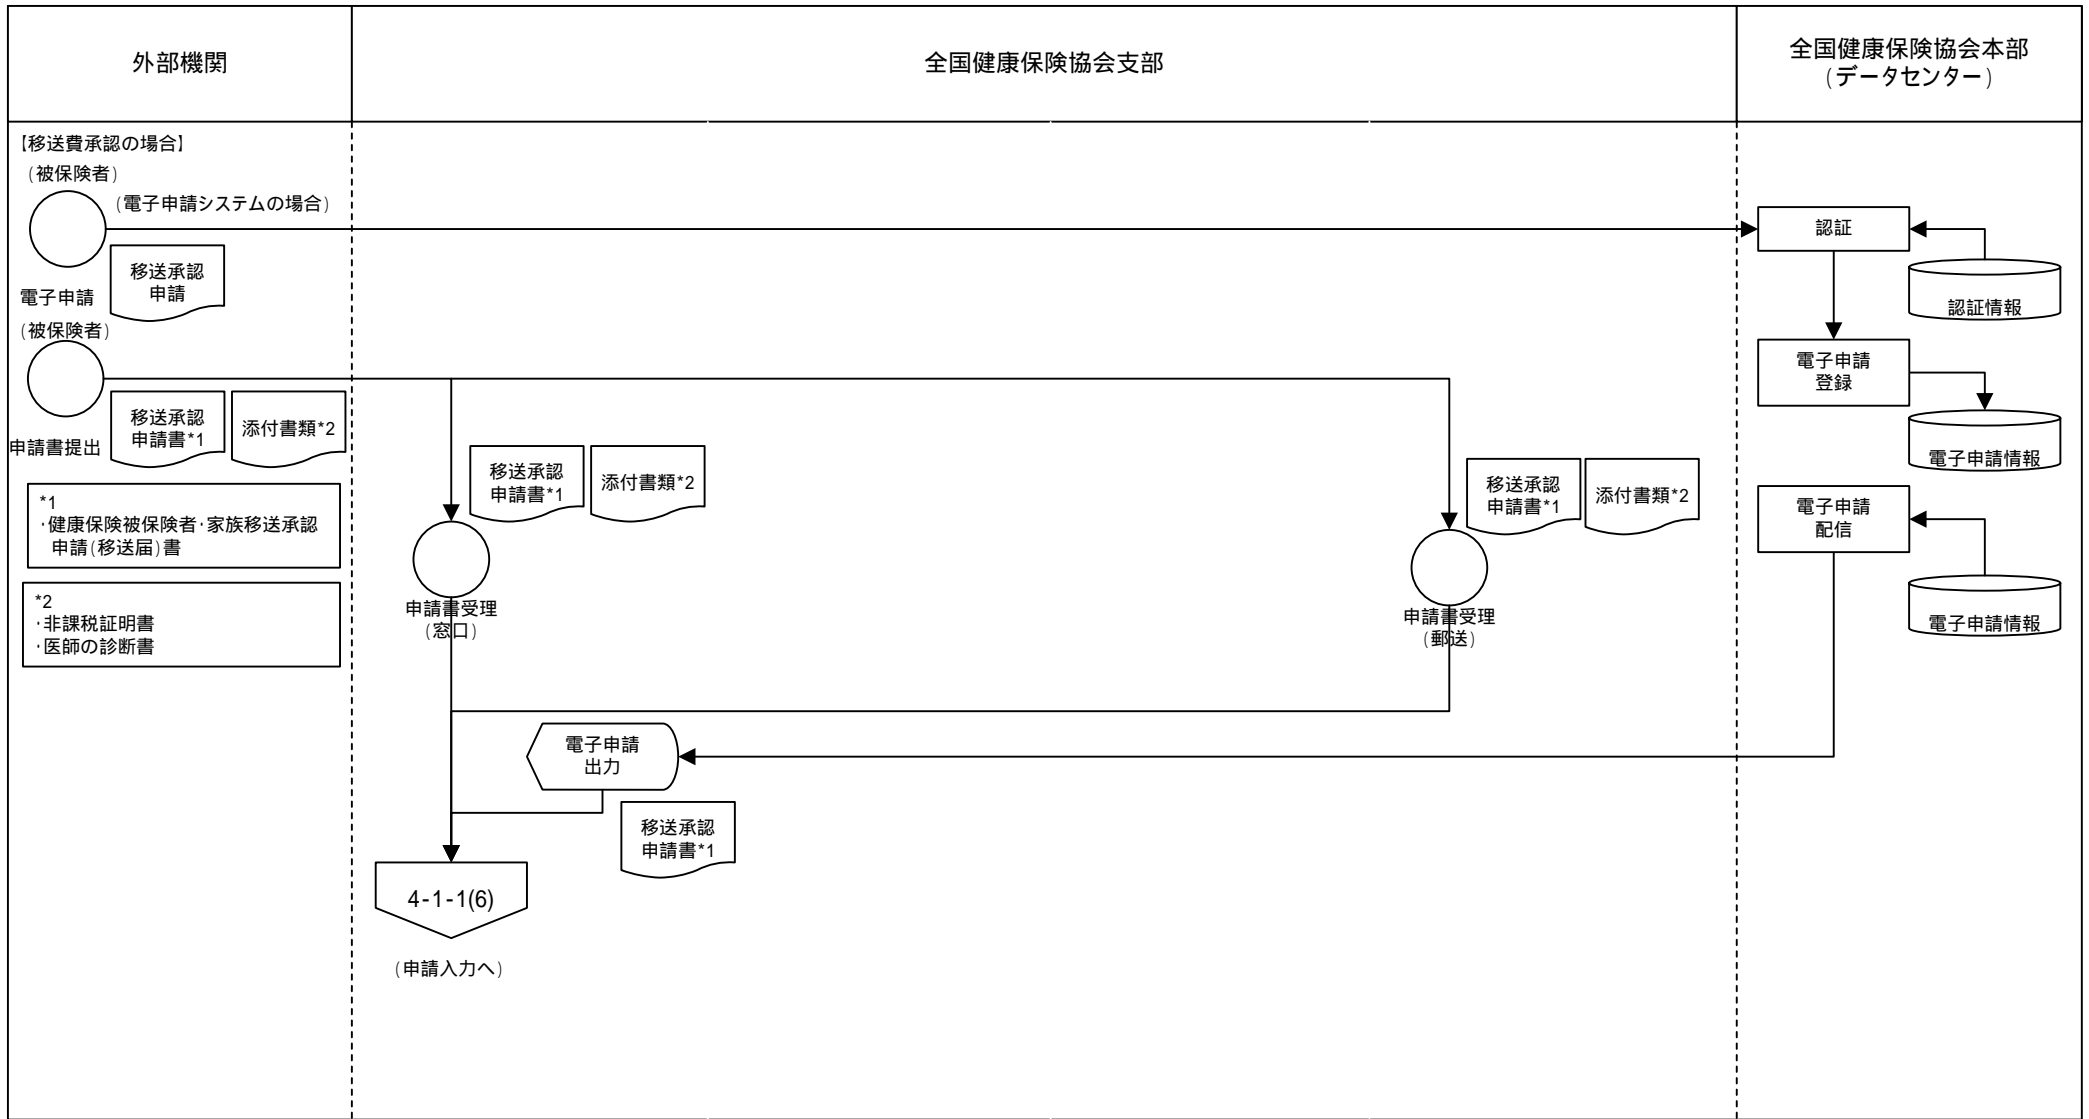 外部機関
全国健康保険協会支部
全国健康保険協会本部
(データセンター)
【移送費承認の場合】
(被保険者)
(電子申請システムの場合)
移送承認
申請
電子申請
認証
認証情報
(被保険者)
移送承認
申請書*1
添付書類*2
申請書提出
電子申請
登録
電子申請情報
*1
・健康保険被保険者・家族移送承認
申請(移送届)書
*2
・非課税証明書
・医師の診断書
移送承認
申請書*1
添付書類*2
申請書受理
(窓口)
移送承認
申請書*1
添付書類*2
申請書受理
(郵送)
電子申請
配信
電子申請情報
電子申請
出力
移送承認
申請書*1
4-1-1(6)
(申請入力へ)